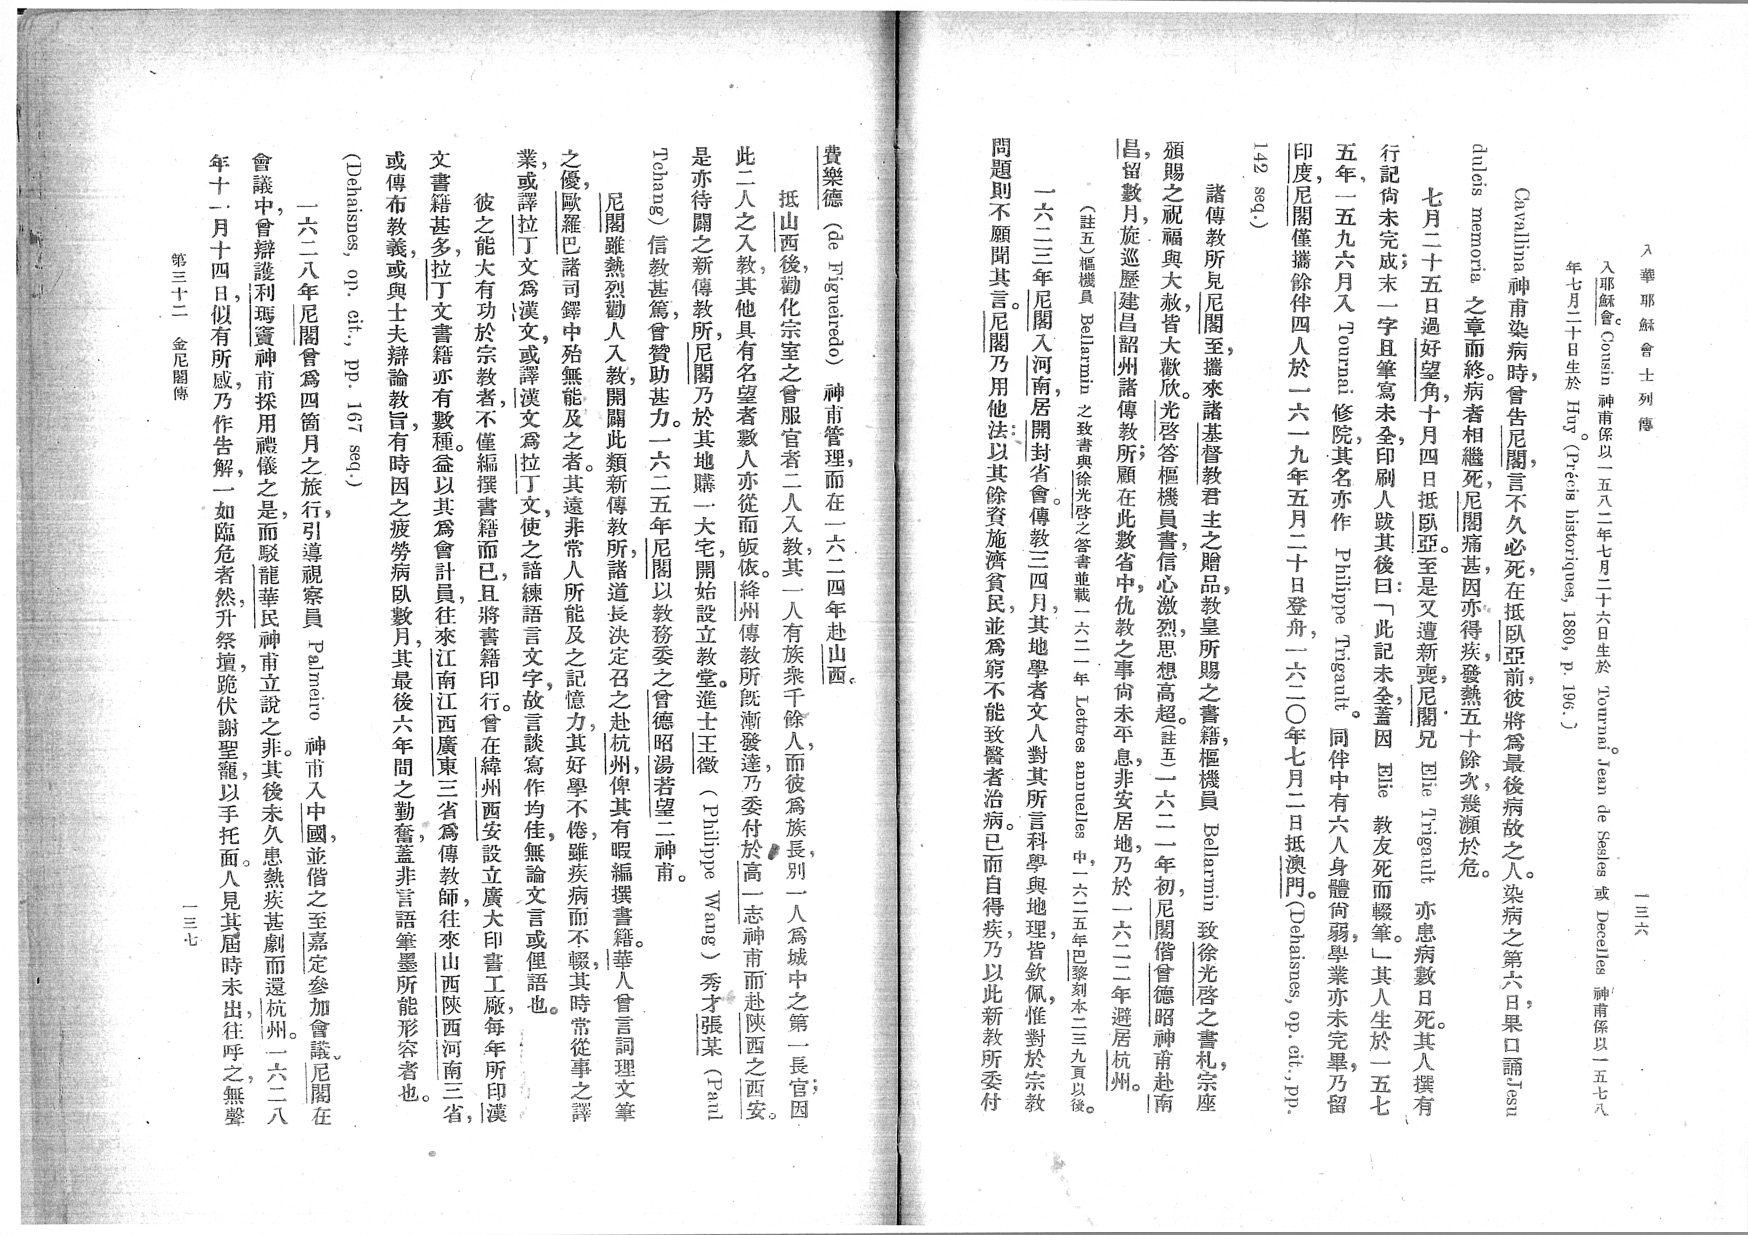 入華耶穌會士列傳
一三六
入耶穌會。Cousin 神甫係以一五八二年七月二十六日生於 Tournai。Jean de Sesles 或 Decelles 神甫係以一五七八
年七月二十日生於 Huy。(Précis historiques, 1880, p. 196.)
Cavallina 神甫染病時，曾告尼閣言不久必死，在抵臥亞前彼將爲最後病故之人。染病之第六日，果口誦 Jesu
dulcis memoria 之章而終。病者相繼死，尼閣痛甚，因亦得疾，發熱五十餘次，幾瀕於危。
七月二十五日過好望角，十月四日抵臥亞。至是又遭新喪，尼閣兄 Elie Trigault 亦患病數日死。其人撰有
行記尙未完成；末一字且筆寫未全，印刷人跋其後曰：「此記未全，蓋因 Elie 教友死而輟筆。」其人生於一五七
五年，一五九六月入 Tournai 修院，其名亦作 Philippe Trigault。同伴中有六人身體尙弱，學業亦未完畢，乃留
印度，尼閣僅攜餘伴四人於一六一九年五月二十日登舟，一六二〇年七月二日抵澳門。(Dehaisnes, op. cit., pp.
142 seq.)
諸傳教所見尼閣至，攜來諸基督教君主之贈品，教皇所賜之書籍，樞機員 Bellarmin 致徐光啓之書札，宗座
頒賜之祝福與大赦，皆大歡欣。光啓答樞機員書，信心激烈，思想高超。(註五)一六二一年初，尼閣偕曾德昭神甫赴南
昌，留數月，旋巡歷建昌韶州諸傳教所；顧在此數省中，仇教之事尙未平息，非安居地，乃於一六二二年避居杭州。
(註五)樞機員 Bellarmin 之致書與徐光啓之答書並載一六二一年 Lettres annuelles 中，一六二五年巴黎刻本二三九頁以後。
一六二三年尼閣入河南，居開封省會。傳教三四月，其地學者文人對其所言科學與地理，皆欽佩，惟對於宗教
問題則不願聞其言。尼閣乃用他法：以其餘資施濟貧民，並爲窮不能致醫者治病。已而自得疾，乃以此新教所委付
費樂德 (de Figueiredo) 神甫管理，而在一六二四年赴山西。
抵山西後，勸化宗室之曾服官者二人入教，其一人有族衆千餘人，而彼爲族長，別一人爲城中之第一長官；因
此二人之入教，其他具有名望者數人亦從而皈依。絳州傳教所既漸發達，乃委付於高一志神甫而赴陝西之西安。
是亦待闢之新傳教所，尼閣乃於其地購一大宅，開始設立教堂。進士王徵 (Philippe Wang) 秀才張某 (Paul
Tchang) 信教甚篤，曾贊助甚力。一六二五年尼閣以教務委之曾德昭湯若望二神甫。
尼閣雖熱烈勸人入教，開闢此類新傳教所，諸道長決定召之赴杭州，俾其有暇編撰書籍。華人曾言詞理文筆
之優，歐羅巴諸司鐸中殆無能及之者。其遠非常人所能及之記憶力，其好學不倦，雖疾病而不輟，其時常從事之譯
業，或譯拉丁文爲漢文，或譯漢文爲拉丁文，使之諳練語言文字，故言談寫作均佳，無論文言或俚語也。
彼之能大有功於宗教者，不僅編撰書籍而已，且將書籍印行。曾在緯州西安設立廣大印書工廠，每年所印漢
文書籍甚多，拉丁文書籍亦有數種。益以其爲會計員，往來江南江西廣東三省，爲傳教師，往來山西陝西河南三省，
或傳布教義，或與士夫辯論教旨，有時因之疲勞病臥數月，其最後六年間之勤奮，蓋非言語筆墨所能形容者也。
(Dehaisnes, op. cit., pp. 167 seq.)
一六二八年尼閣曾爲四箇月之旅行，引導視察員 Palmeiro 神甫入中國，並偕之至嘉定參加會議。尼閣在
會議中曾辯護利瑪竇神甫採用禮儀之是，而駁龍華民神甫立說之非。其後未久患熱疾甚劇而還杭州。一六二八
年十一月十四日，似有所感，乃作告解，一如臨危者然，升祭壇，跪伏謝聖寵，以手托面。人見其屆時未出，往呼之，無聲
第三十二　金尼閣傳
一三七